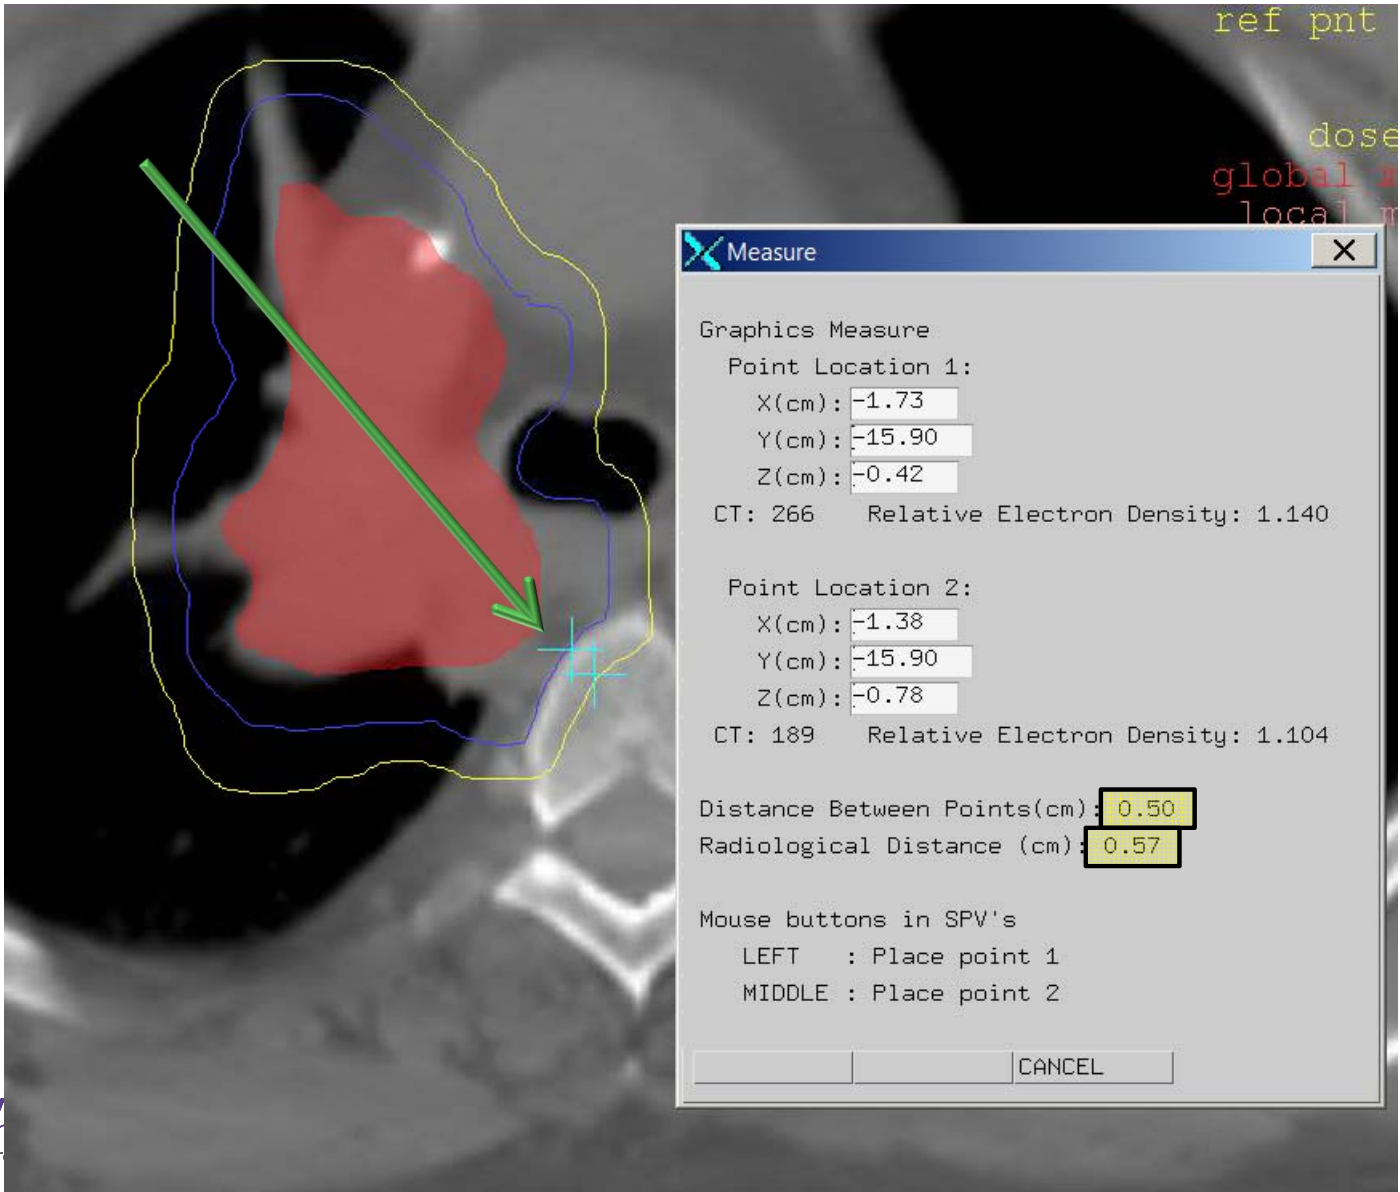 ref pnt
dose
global
local
Measure
Graphics Measure
Point Location 1:
X(cm): -1.73
Y(cm): -15.90
Z(cm): -0.42
CT: 266 Relative Electron Density: 1.140
Point Location 2:
X(cm): -1.38
Y(cm): -15.90
Z(cm): -0.78
CT: 189 Relative Electron Density: 1.104
Distance Between Points(cm): 0.50
Radiological Distance (cm): 0.57
Mouse buttons in SPV's
LEFT : Place point 1
MIDDLE : Place point 2
CANCEL